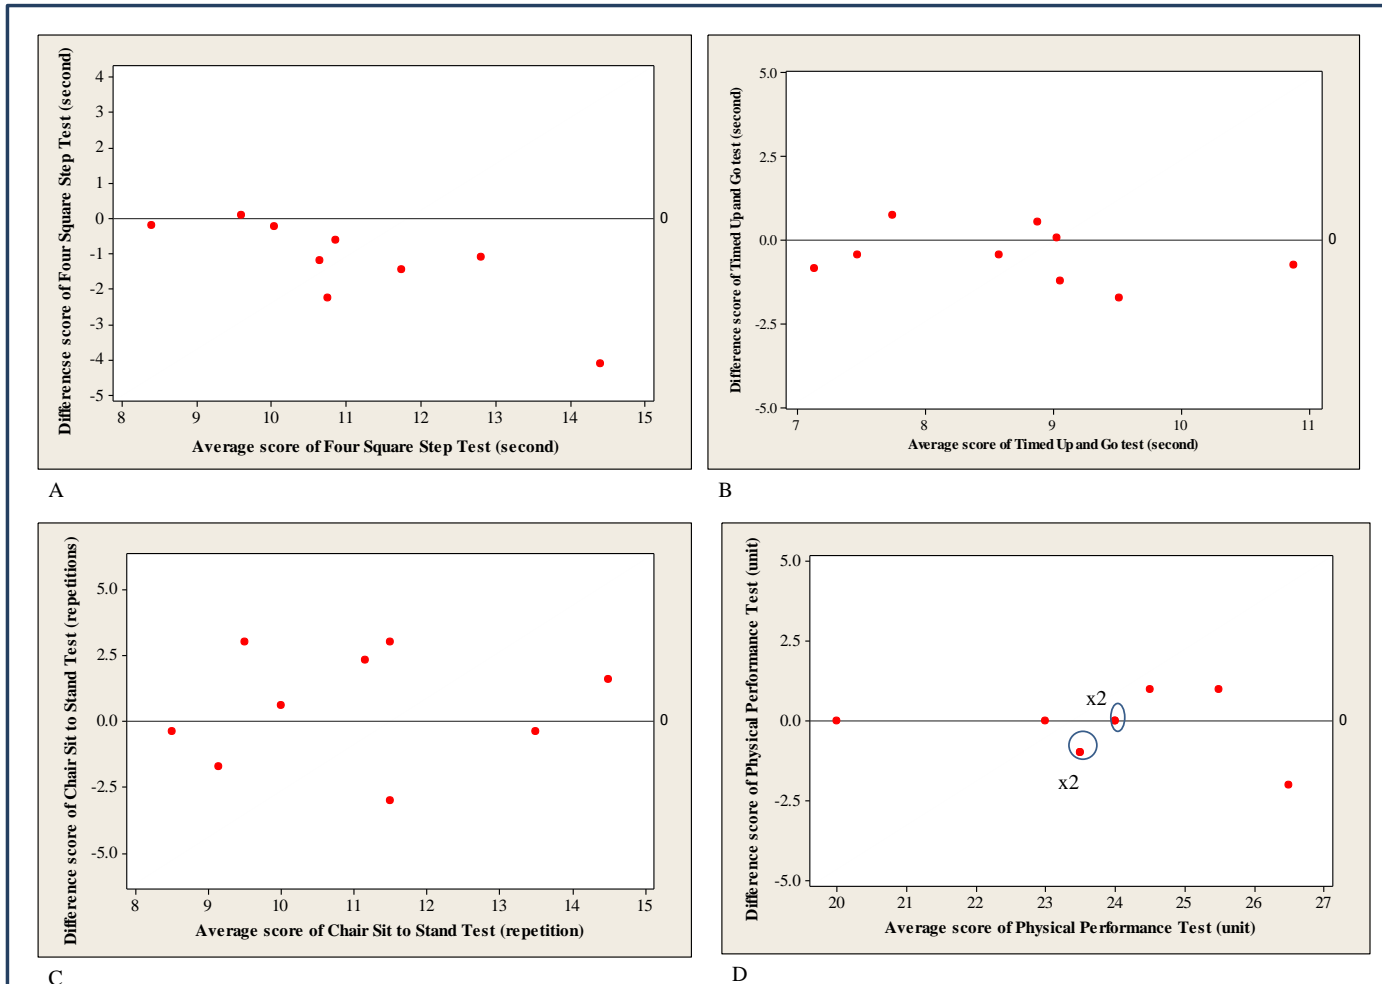 Differencse score of Four Square Step Test (second)
4
3
2
1
0
-1
-2
-3
-4
-5
0
8 9 10 11 12 13 14 15
Average score of Four Square Step Test (second)
A
Difference score of Timed Up and Go test (second)
5.0
2.5
0.0
-2.5
-5.0
0
7 8 9 10 11
Average score of Timed Up and Go test (second)
B
Difference score of Chair Sit to Stand Test (repetitions)
5.0
2.5
0.0
-2.5
-5.0
0
8 9 10 11 12 13 14 15
Average score of Chair Sit to Stand Test (repetition)
C
Difference score of Physical Performance Test (unit)
5.0
2.5
0.0
-2.5
-5.0
x2
x2
0
20 21 22 23 24 25 26 27
Average score of Physical Performance Test (unit)
D